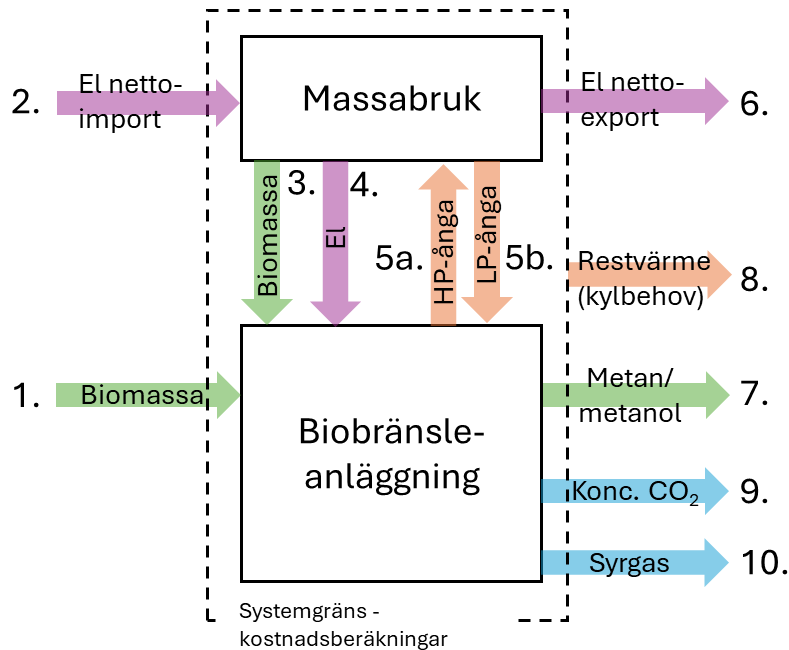 2.
El netto-
import
Massabruk
El netto-
export
6.
Biomassa
3.
El
4.
5a.
HP-ånga
LP-ånga
5b.
Restvärme
(kylbehov)
8.
1.
Biomassa
Biobränsle-
anläggning
Metan/
metanol
7.
Konc. CO₂
9.
Syrgas
10.
Systemgräns -
kostnadsberäkningar